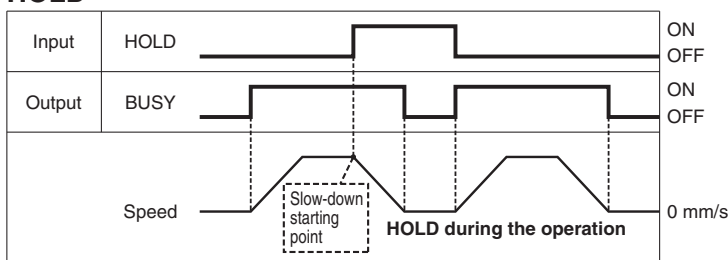 HOLD
Input HOLD ON
OFF
Output BUSY ON
OFF
Speed 0 mm/s
Slow-down
starting
point
HOLD during the operation